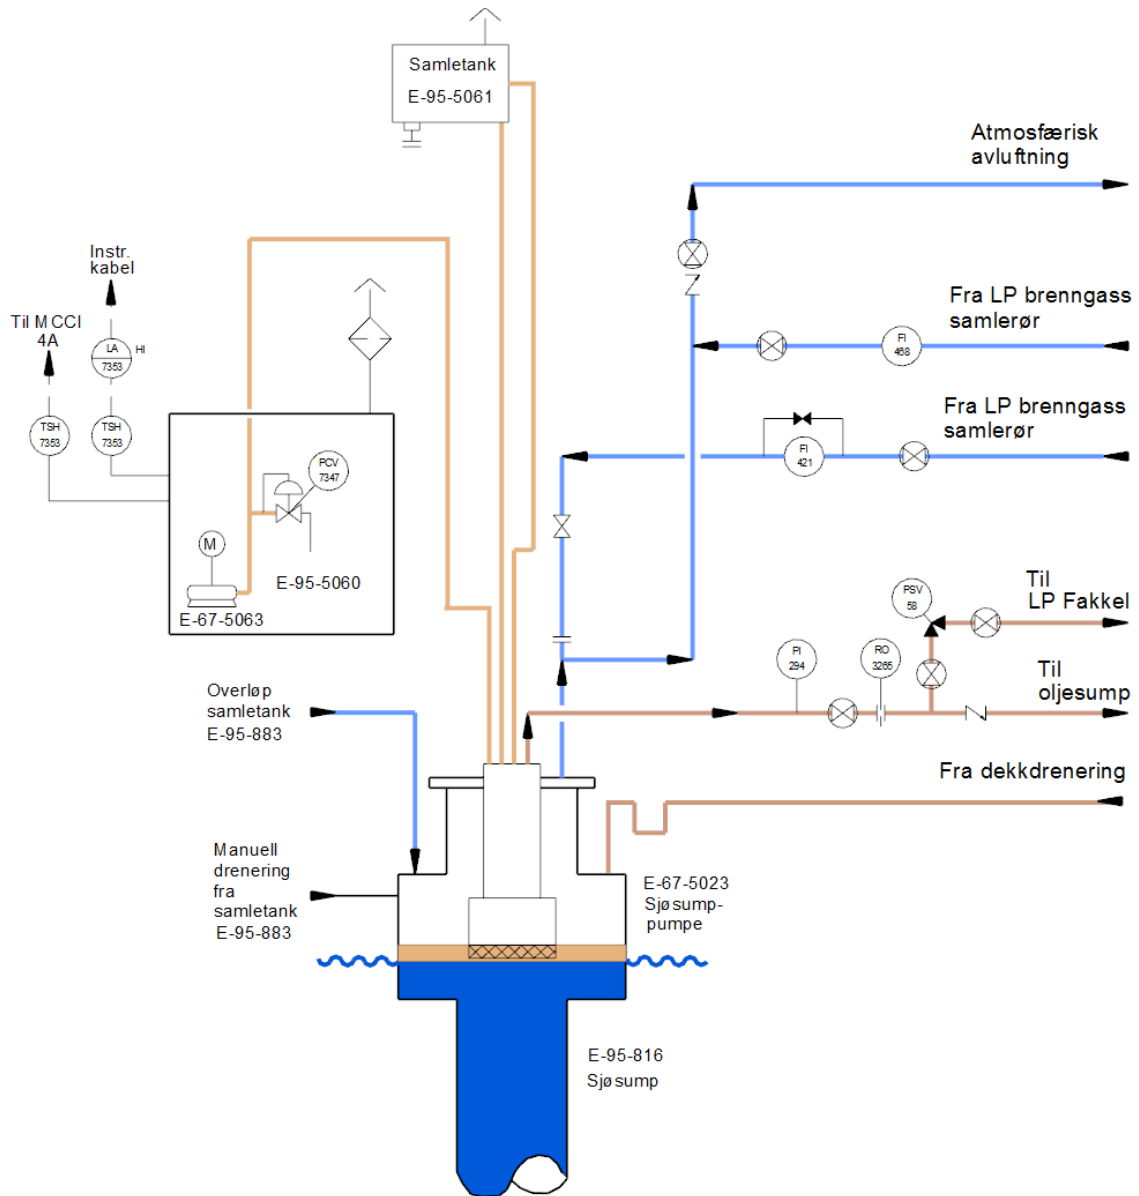 Samletank
E-95-5061
Atmosfærisk
avluftning
Instr.
kabel
Til MCCI
4A
LA
7353
HI
TSH
7353
TSH
7353
Fra LP brenngass
samlerør
FI
468
Fra LP brenngass
samlerør
FI
421
PCV
7347
M
E-95-5060
E-67-5063
Til
LP Fakkel
PSV
58
PI
294
RO
3265
Til
oljesump
Overløp
samletank
E-95-883
Fra dekkdrenering
Manuell
drenering
fra
samletank
E-95-883
E-67-5023
Sjøsump-
pumpe
E-95-816
Sjøsump